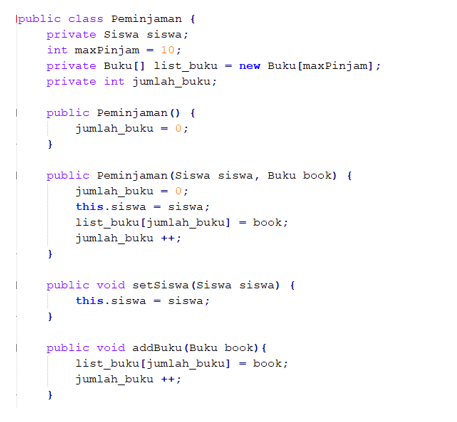 public class Peminjaman {
    private Siswa siswa;
    int maxPinjam = 10;
    private Buku[] list_buku = new Buku[maxPinjam];
    private int jumlah_buku;
    public Peminjaman() {
        jumlah_buku = 0;
    }
    public Peminjaman(Siswa siswa, Buku book) {
        jumlah_buku = 0;
        this.siswa = siswa;
        list_buku[jumlah_buku] = book;
        jumlah_buku ++;
    }
    public void setSiswa(Siswa siswa) {
        this.siswa = siswa;
    }
    public void addBuku(Buku book){
        list_buku[jumlah_buku] = book;
        jumlah_buku ++;
    }